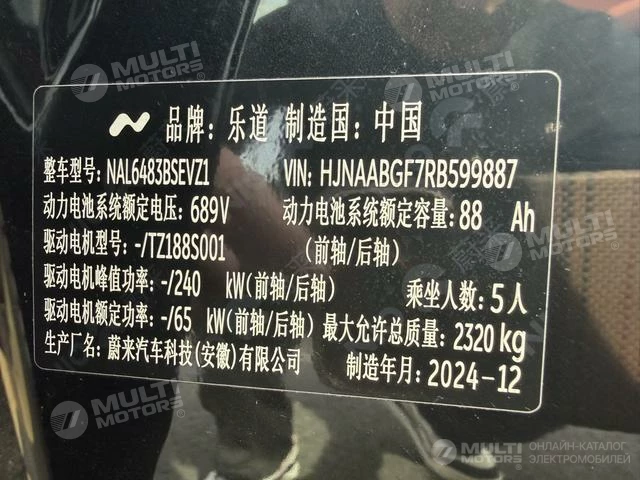 品牌：乐道 制造国：中国
整车型号：NAL6483BSEVZ1 VIN：HJNAABGF7RB599887
动力电池系统额定电压：689V 动力电池系统额定容量：88 Ah
驱动电机型号：-/TZ188S001 (前轴/后轴)
驱动电机峰值功率：-/240 kW(前轴/后轴) 乘坐人数：5人
驱动电机额定功率：-/65 kW(前轴/后轴) 最大允许总质量：2320kg
生产厂名：蔚来汽车科技(安徽)有限公司 制造年月：2024-12
MULTI MOTORS
MULTI MOTORS
MULTI MOTORS
MULTI MOTORS
MULTI MOTORS ОНЛАЙН-КАТАЛОГ ЭЛЕКТРОМОБИЛЕЙ